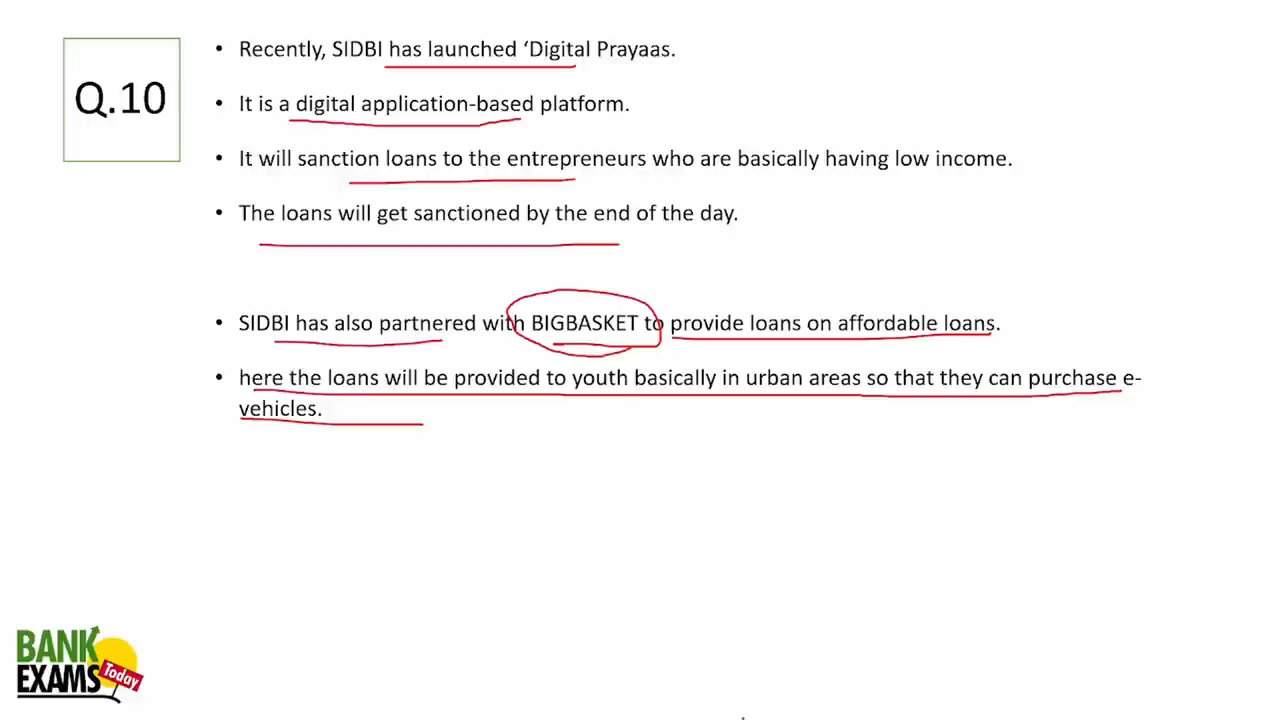 Q.10
• Recently, SIDBI has launched ‘Digital Prayaas.
• It is a digital application-based platform.
• It will sanction loans to the entrepreneurs who are basically having low income.
• The loans will get sanctioned by the end of the day.
• SIDBI has also partnered with BIGBASKET to provide loans on affordable loans.
• here the loans will be provided to youth basically in urban areas so that they can purchase e-
vehicles.
BANK
EXAMS
Today